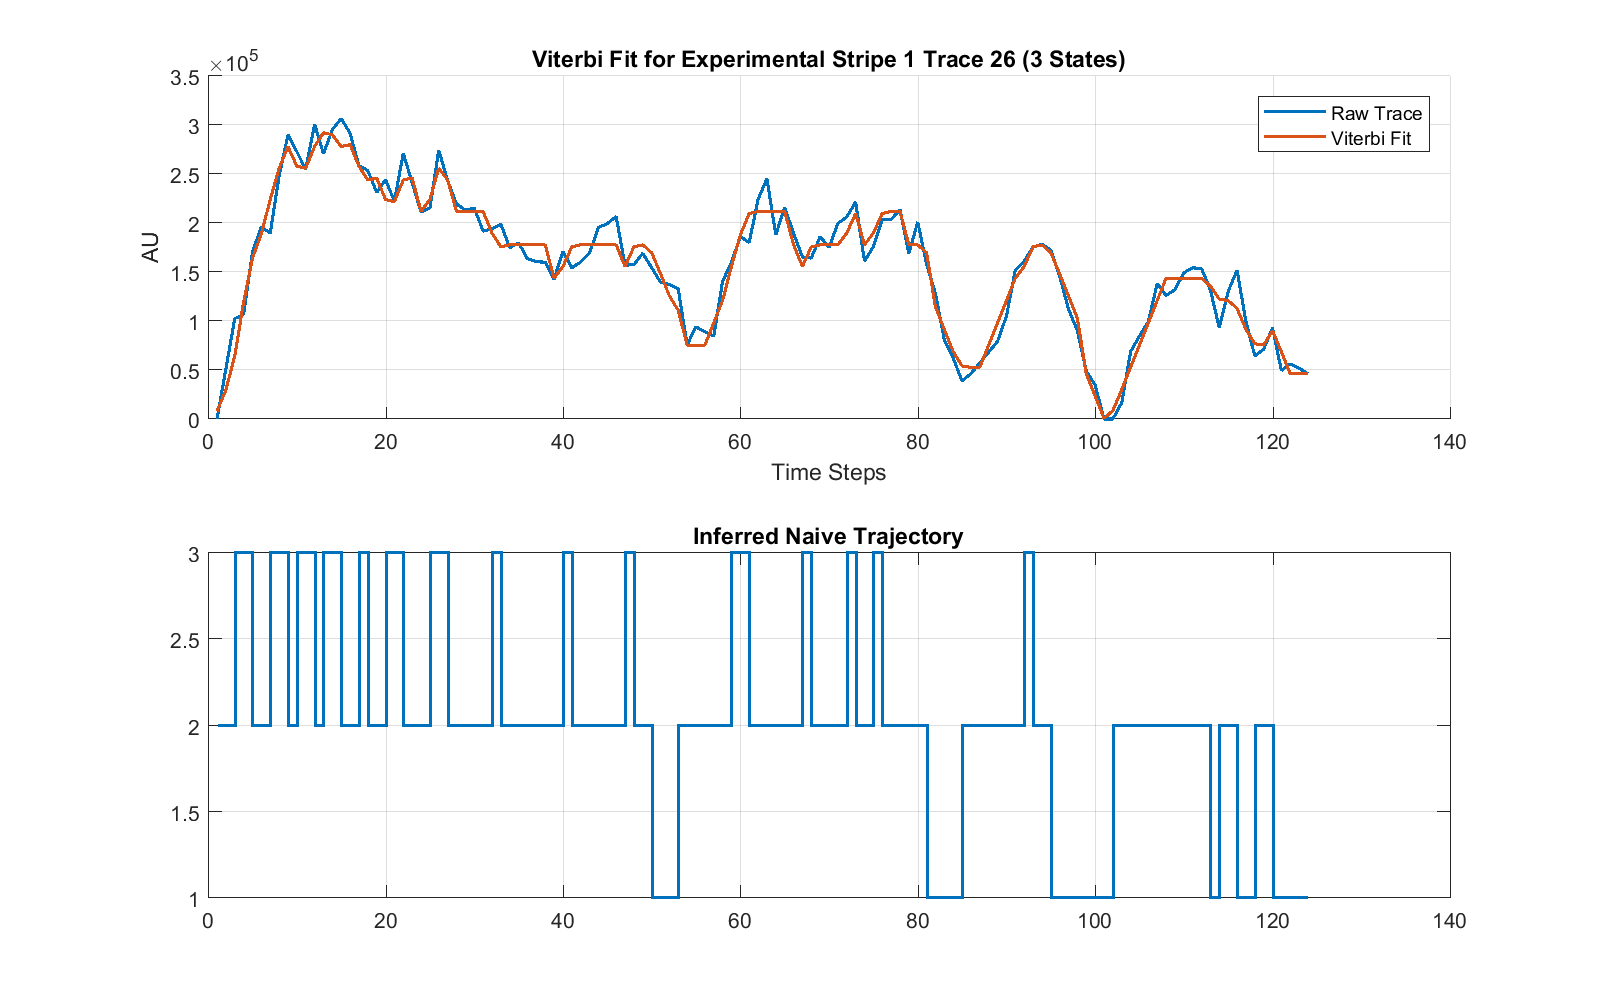 Viterbi Fit for Experimental Stripe 1 Trace 26 (3 States)
×10^5
3.5
3
2.5
2
1.5
1
0.5
0
AU
Raw Trace
Viterbi Fit
0 20 40 60 80 100 120 140
Time Steps
Inferred Naive Trajectory
3
2.5
2
1.5
1
0 20 40 60 80 100 120 140